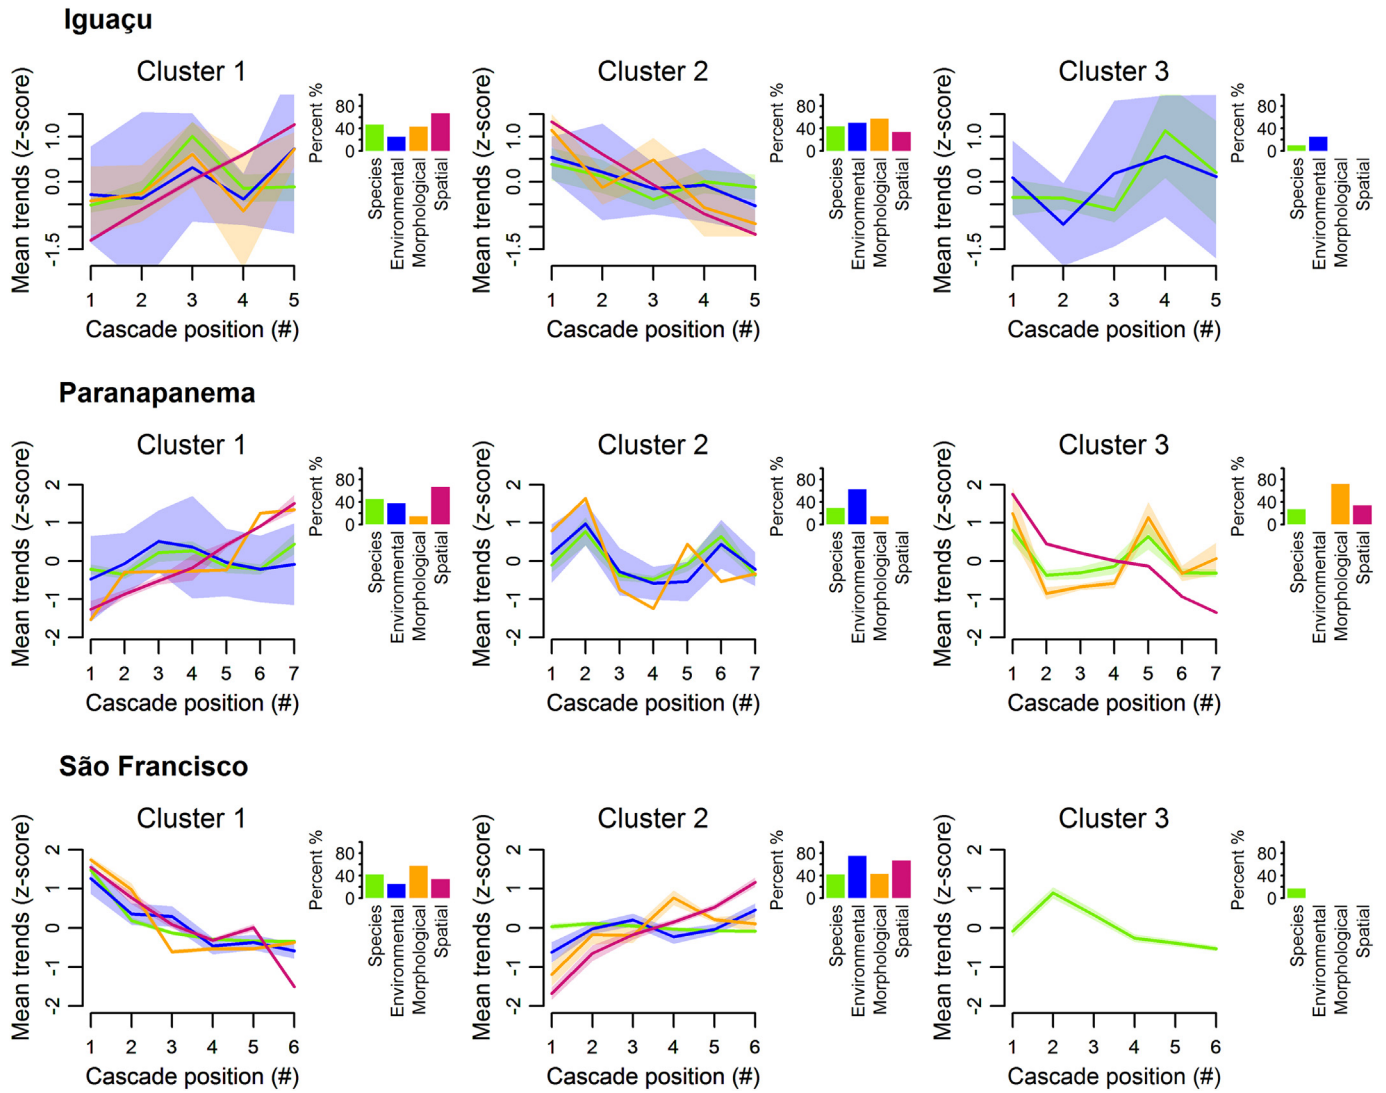 Iguaçu
Cluster 1
Mean trends (z-score)
1.0
0.0
-1.5
1 2 3 4 5
Cascade position (#)
Percent %
80
40
0
Species
Environmental
Morphological
Spatial
Cluster 2
Mean trends (z-score)
1.0
0.0
-1.5
1 2 3 4 5
Cascade position (#)
Percent %
80
40
0
Species
Environmental
Morphological
Spatial
Cluster 3
Mean trends (z-score)
1.0
0.0
-1.5
1 2 3 4 5
Cascade position (#)
Percent %
80
40
0
Species
Environmental
Morphological
Spatial
Paranapanema
Cluster 1
Mean trends (z-score)
2
1
0
-1
-2
1 2 3 4 5 6 7
Cascade position (#)
Percent %
80
40
0
Species
Environmental
Morphological
Spatial
Cluster 2
Mean trends (z-score)
2
1
0
-1
-2
1 2 3 4 5 6 7
Cascade position (#)
Percent %
80
40
0
Species
Environmental
Morphological
Spatial
Cluster 3
Mean trends (z-score)
2
1
0
-1
-2
1 2 3 4 5 6 7
Cascade position (#)
Percent %
80
40
0
Species
Environmental
Morphological
Spatial
São Francisco
Cluster 1
Mean trends (z-score)
2
1
0
-1
-2
1 2 3 4 5 6
Cascade position (#)
Percent %
80
40
0
Species
Environmental
Morphological
Spatial
Cluster 2
Mean trends (z-score)
2
1
0
-1
-2
1 2 3 4 5 6
Cascade position (#)
Percent %
80
40
0
Species
Environmental
Morphological
Spatial
Cluster 3
Mean trends (z-score)
2
1
0
-1
-2
1 2 3 4 5 6
Cascade position (#)
Percent %
80
40
0
Species
Environmental
Morphological
Spatial